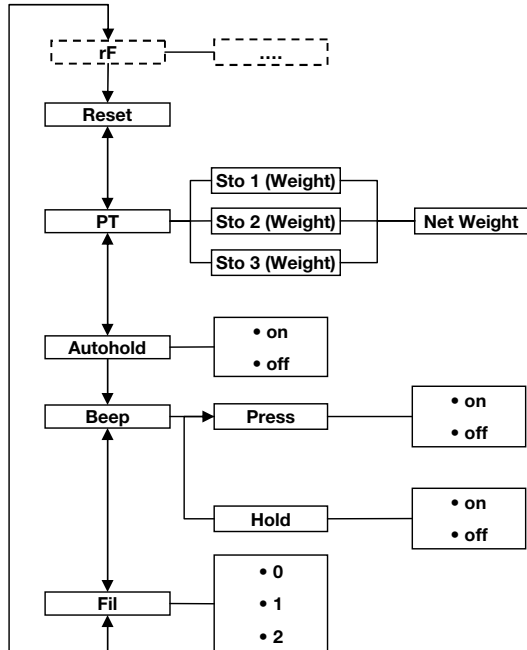 rF
....
Reset
Sto 1 (Weight)
PT
Sto 2 (Weight)
Net Weight
Sto 3 (Weight)
Autohold
• on
• off
Beep
Press
• on
• off
Hold
• on
• off
Fil
• 0
• 1
• 2